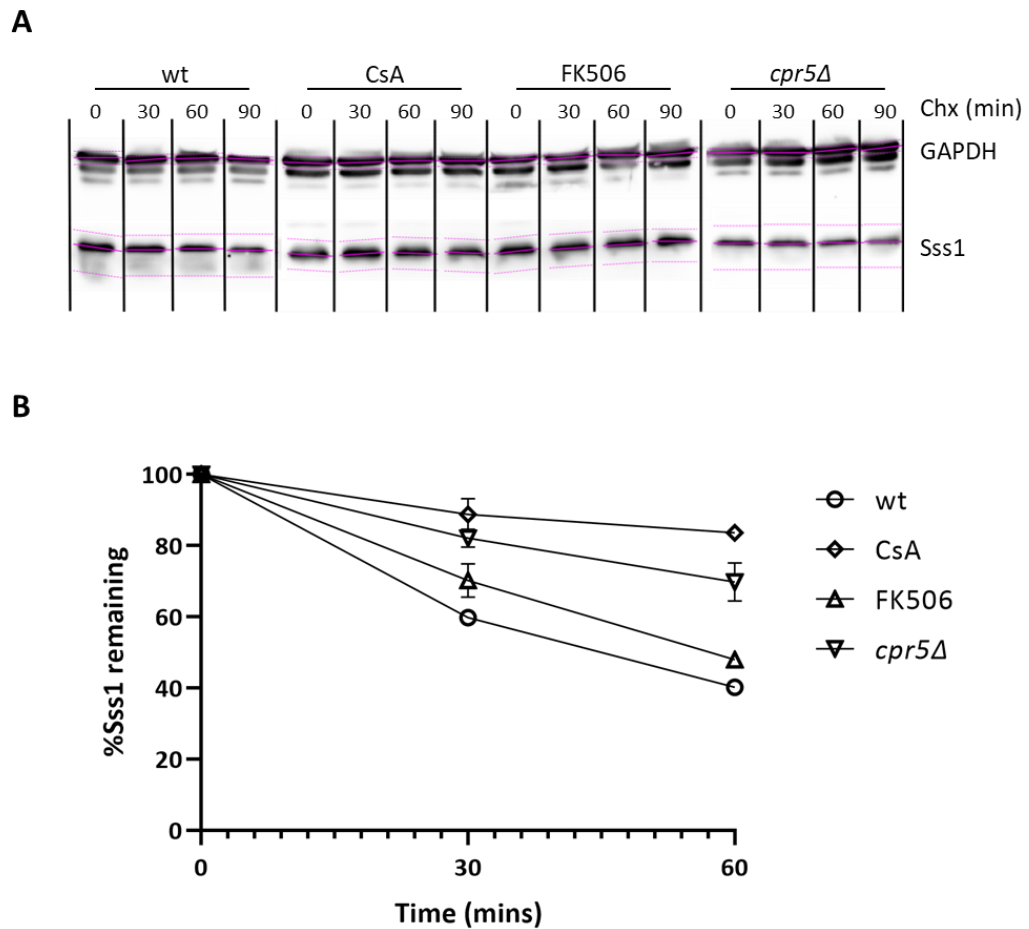 A
wt CsA FK506 cpr5Δ
0 30 60 90 0 30 60 90 0 30 60 90 0 30 60 90 Chx (min)
GAPDH
Sss1
B
100
80
60
40
20
0
%Sss1 remaining
0 30 60
Time (mins)
wt
CsA
FK506
cpr5Δ